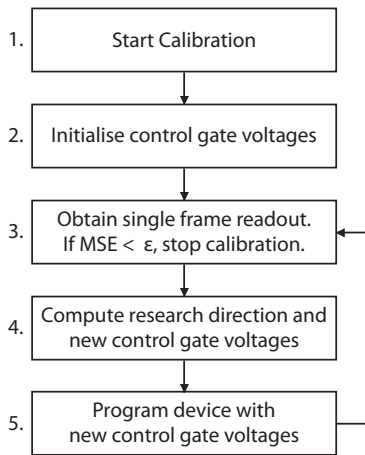 1. Start Calibration
2. Initialise control gate voltages
3. Obtain single frame readout.
If MSE < ε, stop calibration.
4. Compute research direction and
new control gate voltages
5. Program device with
new control gate voltages